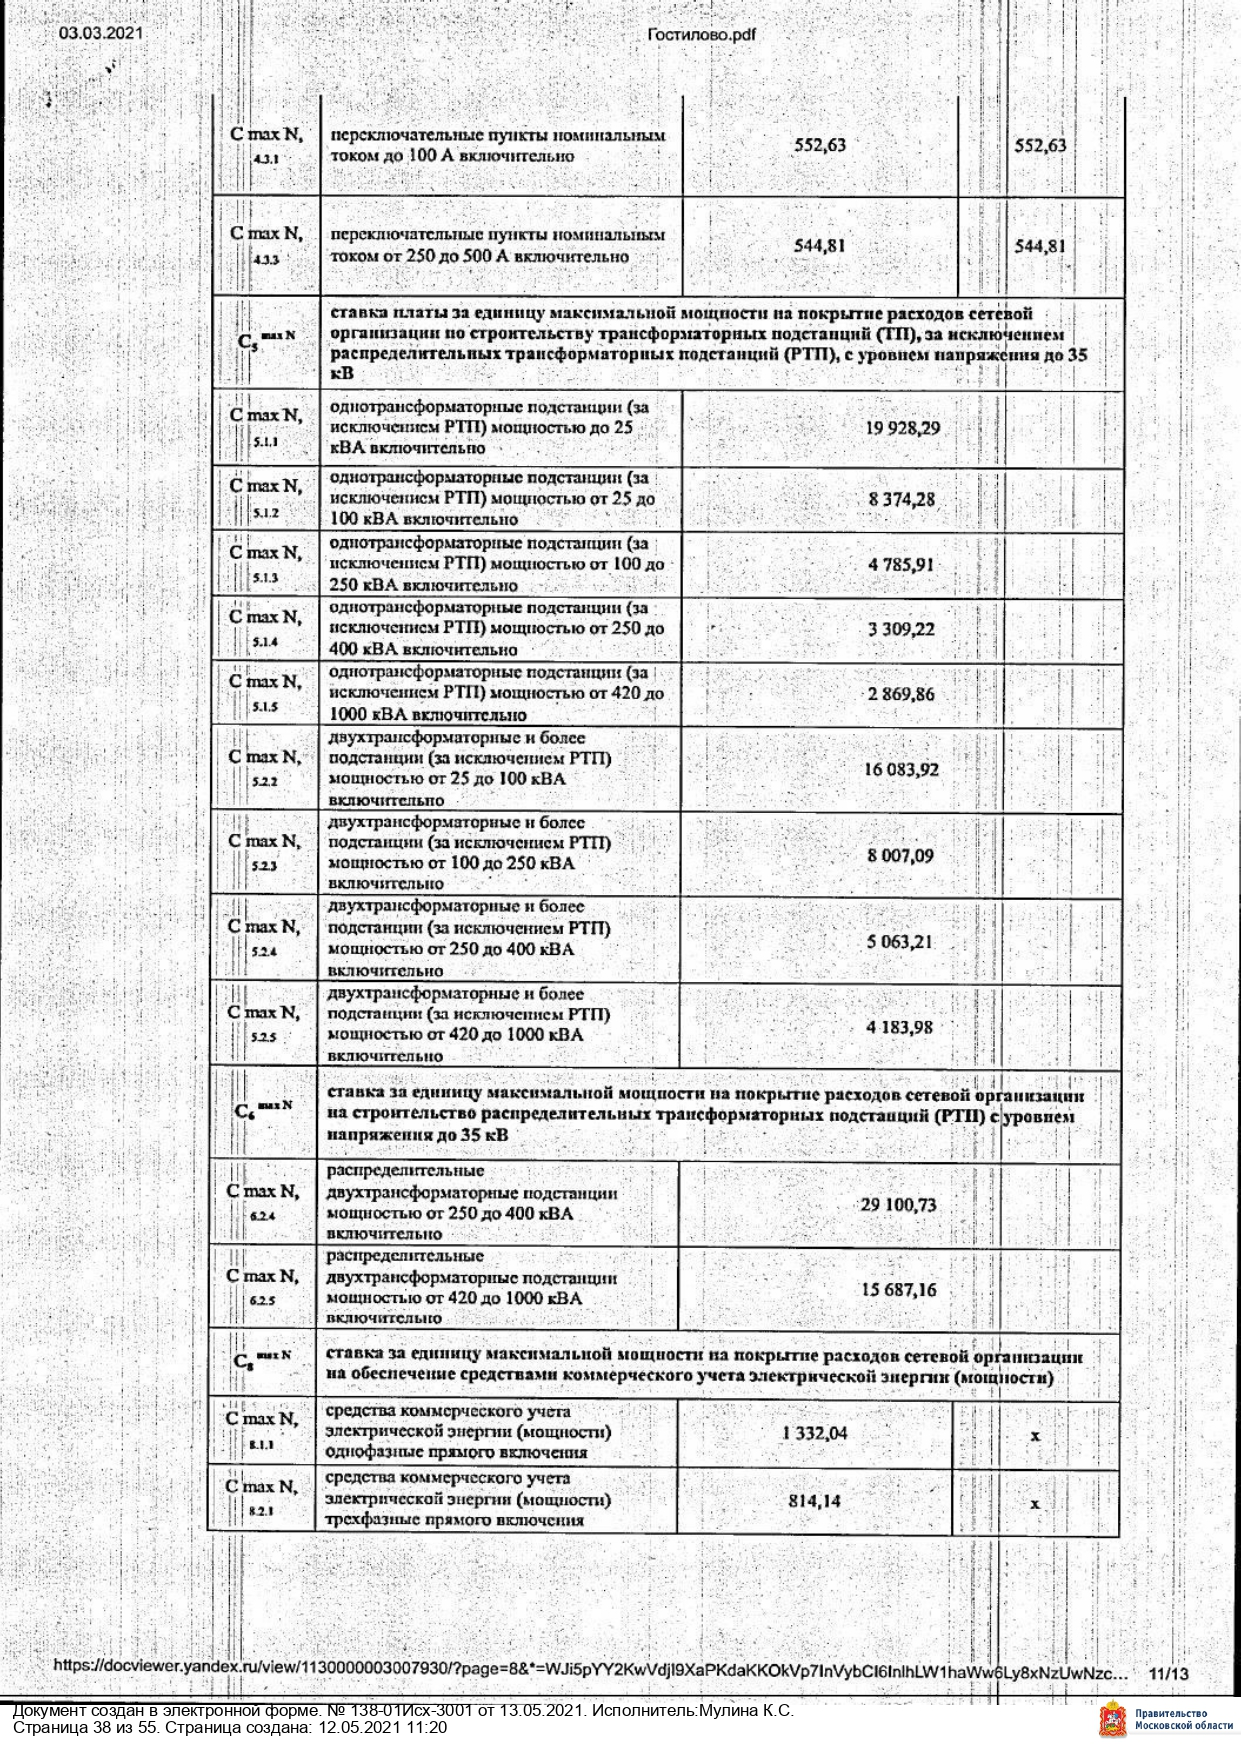 03.03.2021
Гостилово.pdf
C max N,
4.3.1
переключательные пункты номинальным
током до 100 А включительно
552,63
552,63
C max N,
4.3.3
переключательные пункты номинальным
током от 250 до 500 А включительно
544,81
544,81
C5 max N
ставка платы за единицу максимальной мощности на покрытие расходов сетевой
организации по строительству трансформаторных подстанций (ТП), за исключением
распределительных трансформаторных подстанций (РТП), с уровнем напряжения до 35
кВ
C max N,
5.1.1
однотрансформаторные подстанции (за
исключением РТП) мощностью до 25
кВА включительно
19 928,29
C max N,
5.1.2
однотрансформаторные подстанции (за
исключением РТП) мощностью от 25 до
100 кВА включительно
8 374,28
C max N,
5.1.3
однотрансформаторные подстанции (за
исключением РТП) мощностью от 100 до
250 кВА включительно
4 785,91
C max N,
5.1.4
однотрансформаторные подстанции (за
исключением РТП) мощностью от 250 до
400 кВА включительно
3 309,22
C max N,
5.1.5
однотрансформаторные подстанции (за
исключением РТП) мощностью от 420 до
1000 кВА включительно
2 869,86
C max N,
5.2.2
двухтрансформаторные и более
подстанции (за исключением РТП)
мощностью от 25 до 100 кВА
включительно
16 083,92
C max N,
5.2.3
двухтрансформаторные и более
подстанции (за исключением РТП)
мощностью от 100 до 250 кВА
включительно
8 007,09
C max N,
5.2.4
двухтрансформаторные и более
подстанции (за исключением РТП)
мощностью от 250 до 400 кВА
включительно
5 063,21
C max N,
5.2.5
двухтрансформаторные и более
подстанции (за исключением РТП)
мощностью от 420 до 1000 кВА
включительно
4 183,98
C6 max N
ставка за единицу максимальной мощности на покрытие расходов сетевой организации
на строительство распределительных трансформаторных подстанций (РТП) с уровнем
напряжения до 35 кВ
C max N,
6.2.4
распределительные
двухтрансформаторные подстанции
мощностью от 250 до 400 кВА
включительно
29 100,73
C max N,
6.2.5
распределительные
двухтрансформаторные подстанции
мощностью от 420 до 1000 кВА
включительно
15 687,16
C8 max N
ставка за единицу максимальной мощности на покрытие расходов сетевой организации
на обеспечение средствами коммерческого учета электрической энергии (мощности)
C max N,
8.1.1
средства коммерческого учета
электрической энергии (мощности)
однофазные прямого включения
1 332,04
х
C max N,
8.2.1
средства коммерческого учета
электрической энергии (мощности)
трехфазные прямого включения
814,14
х
https://docviewer.yandex.ru/view/1130000003007930/?page=8&*=WJi5pYY2KwVdjI9XaPKdaKKOkVp7InVybCI6InlhLW1haWw6Ly8xNzUwNzc... 11/13
Документ создан в электронной форме. № 138-01Исх-3001 от 13.05.2021. Исполнитель:Мулина К.С.
Страница 38 из 55. Страница создана: 12.05.2021 11:20
Правительство
Московской области